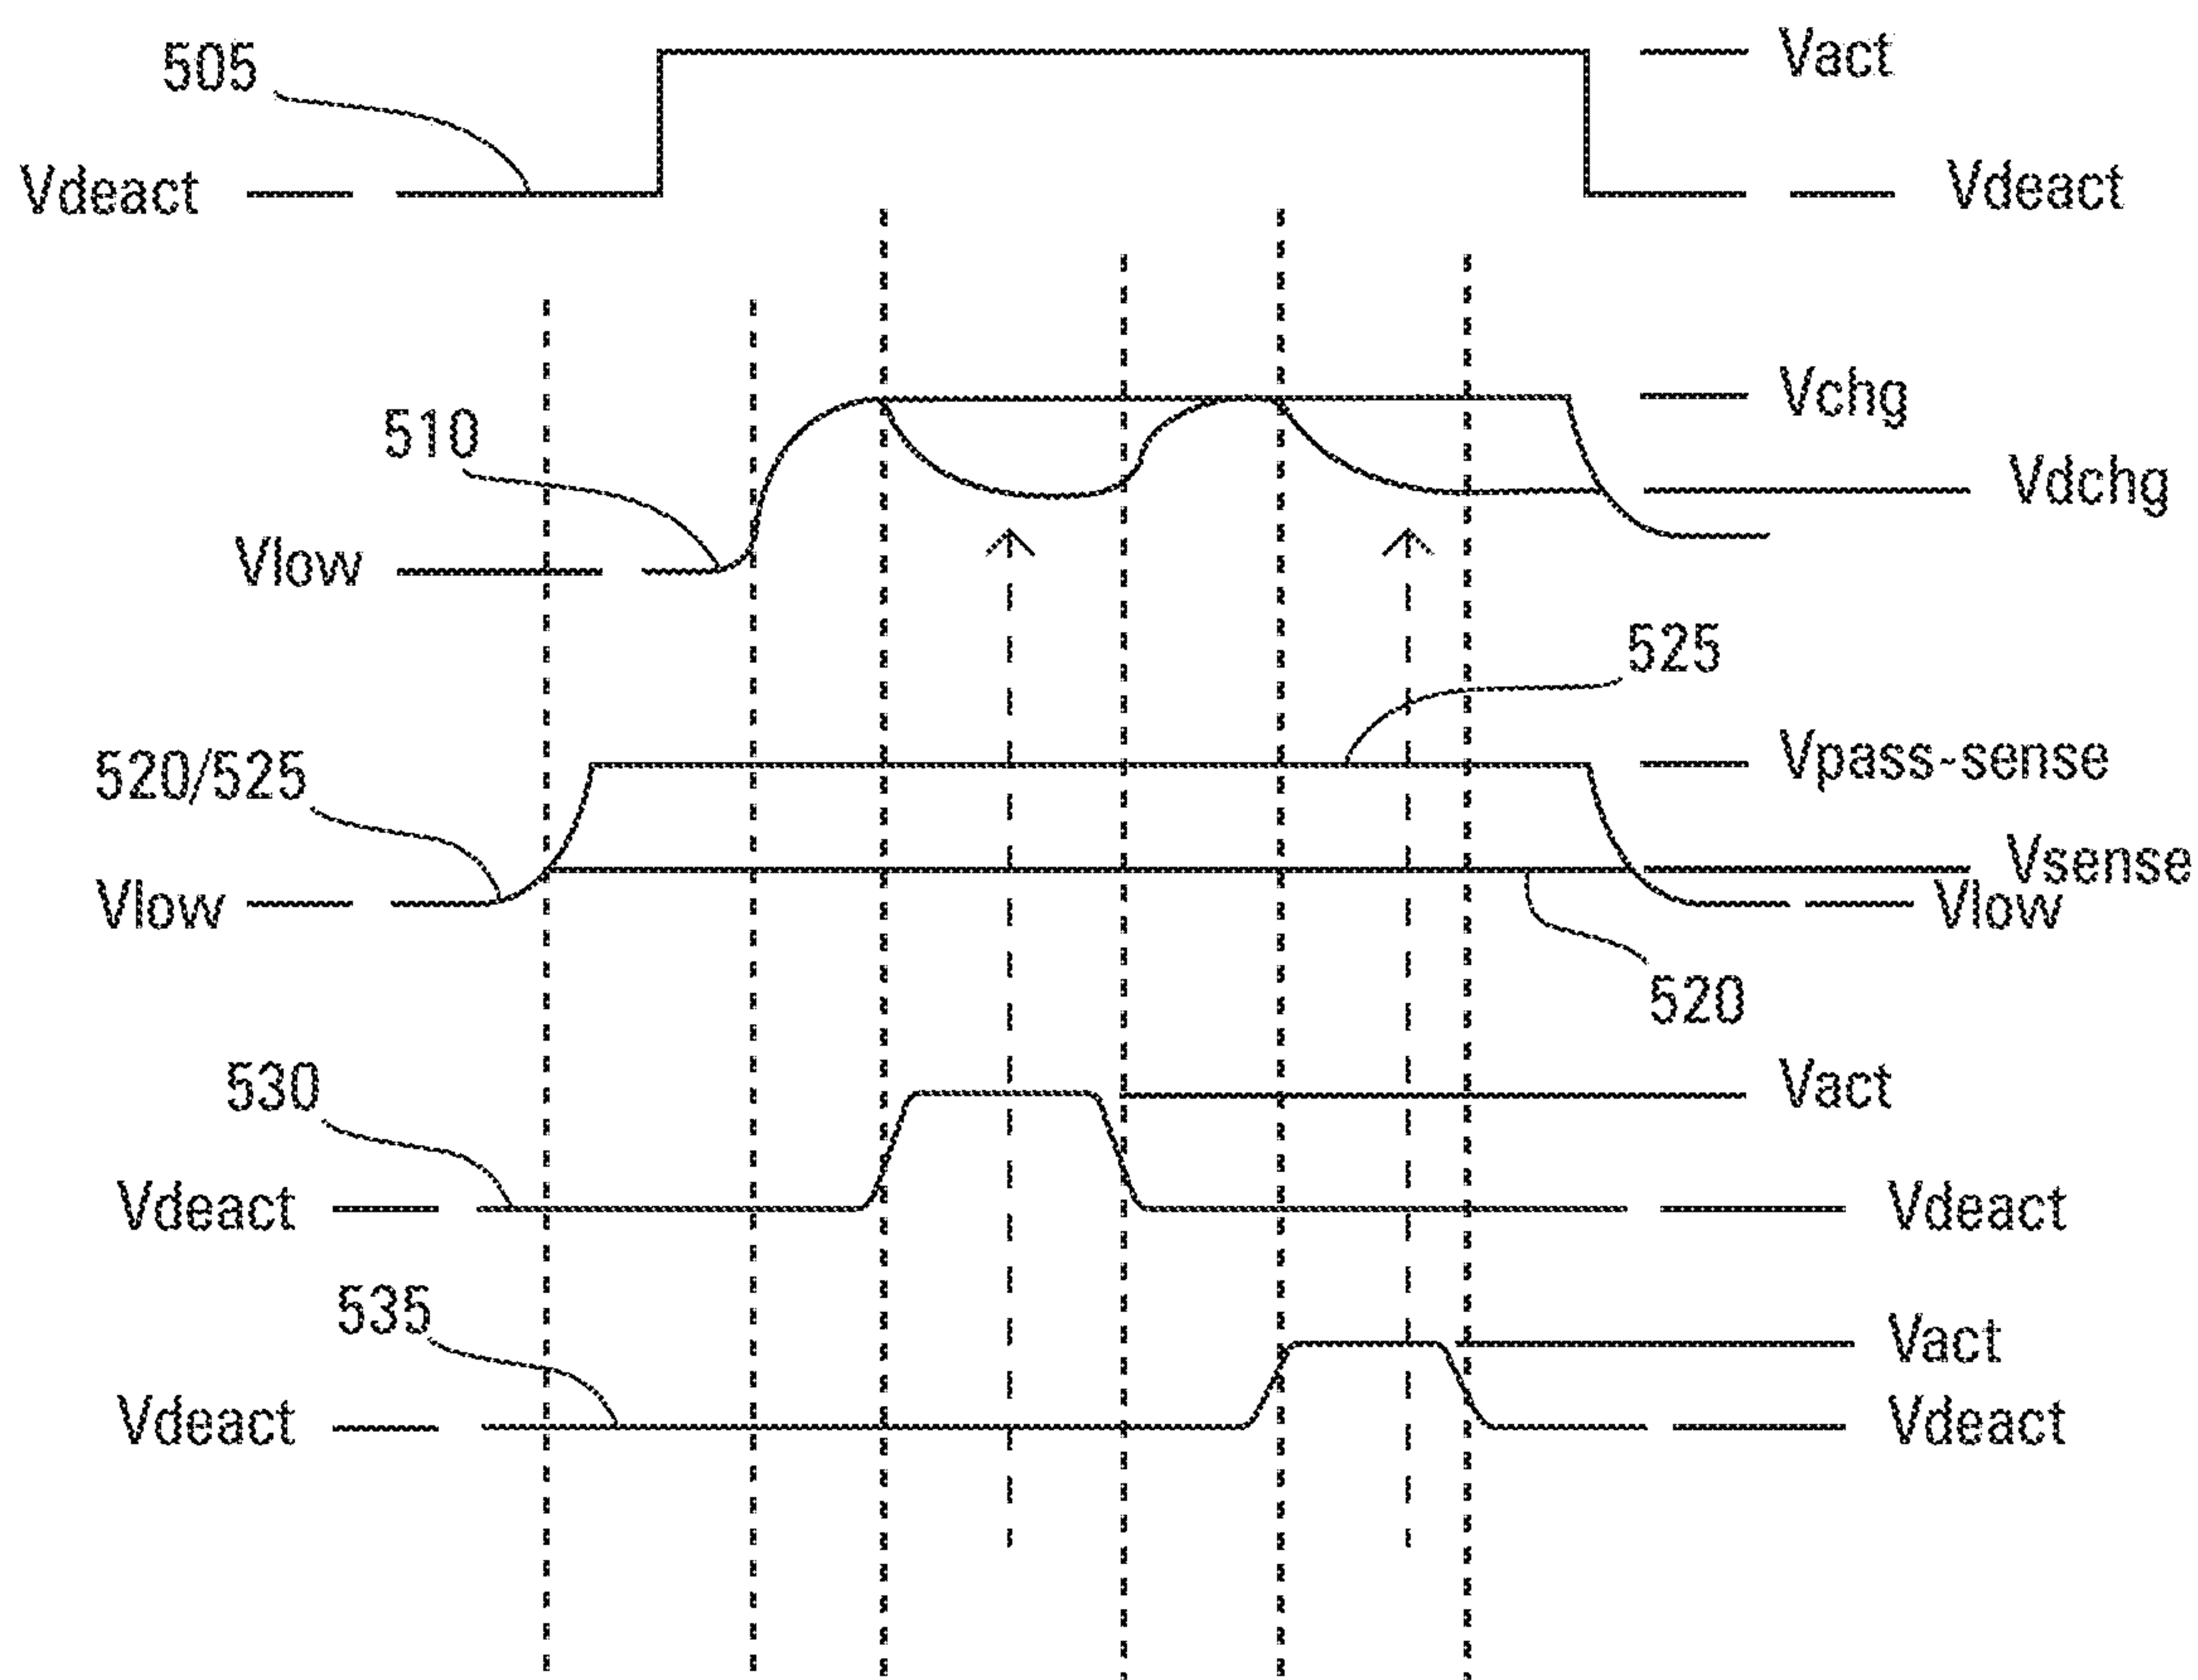 505
Vact
Vdeact
Vdeact
Vchg
510
Vdchg
Vlow
525
520/525
Vpass-sense
Vsense
Vlow
Vlow
520
530
Vact
Vdeact
Vdeact
535
Vact
Vdeact
Vdeact